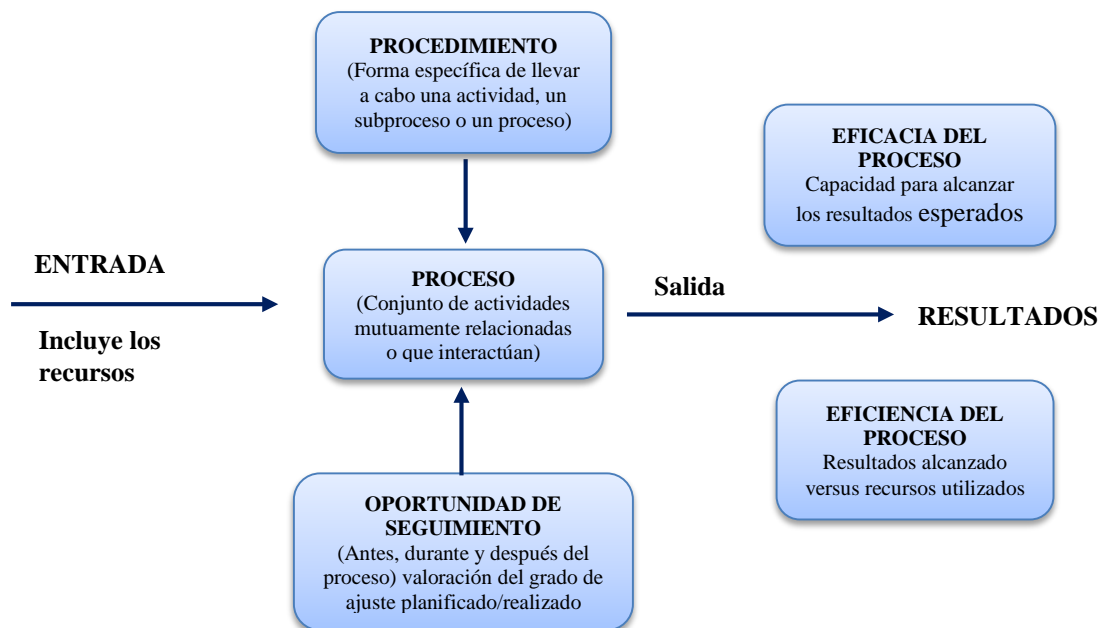 PROCEDIMIENTO
(Forma específica de llevar
a cabo una actividad, un
subproceso o un proceso)
EFICACIA DEL
PROCESO
Capacidad para alcanzar
los resultados esperados
ENTRADA
Incluye los
recursos
PROCESO
(Conjunto de actividades
mutuamente relacionadas
o que interactúan)
Salida
RESULTADOS
EFICIENCIA DEL
PROCESO
Resultados alcanzado
versus recursos utilizados
OPORTUNIDAD DE
SEGUIMIENTO
(Antes, durante y después del
proceso) valoración del grado de
ajuste planificado/realizado